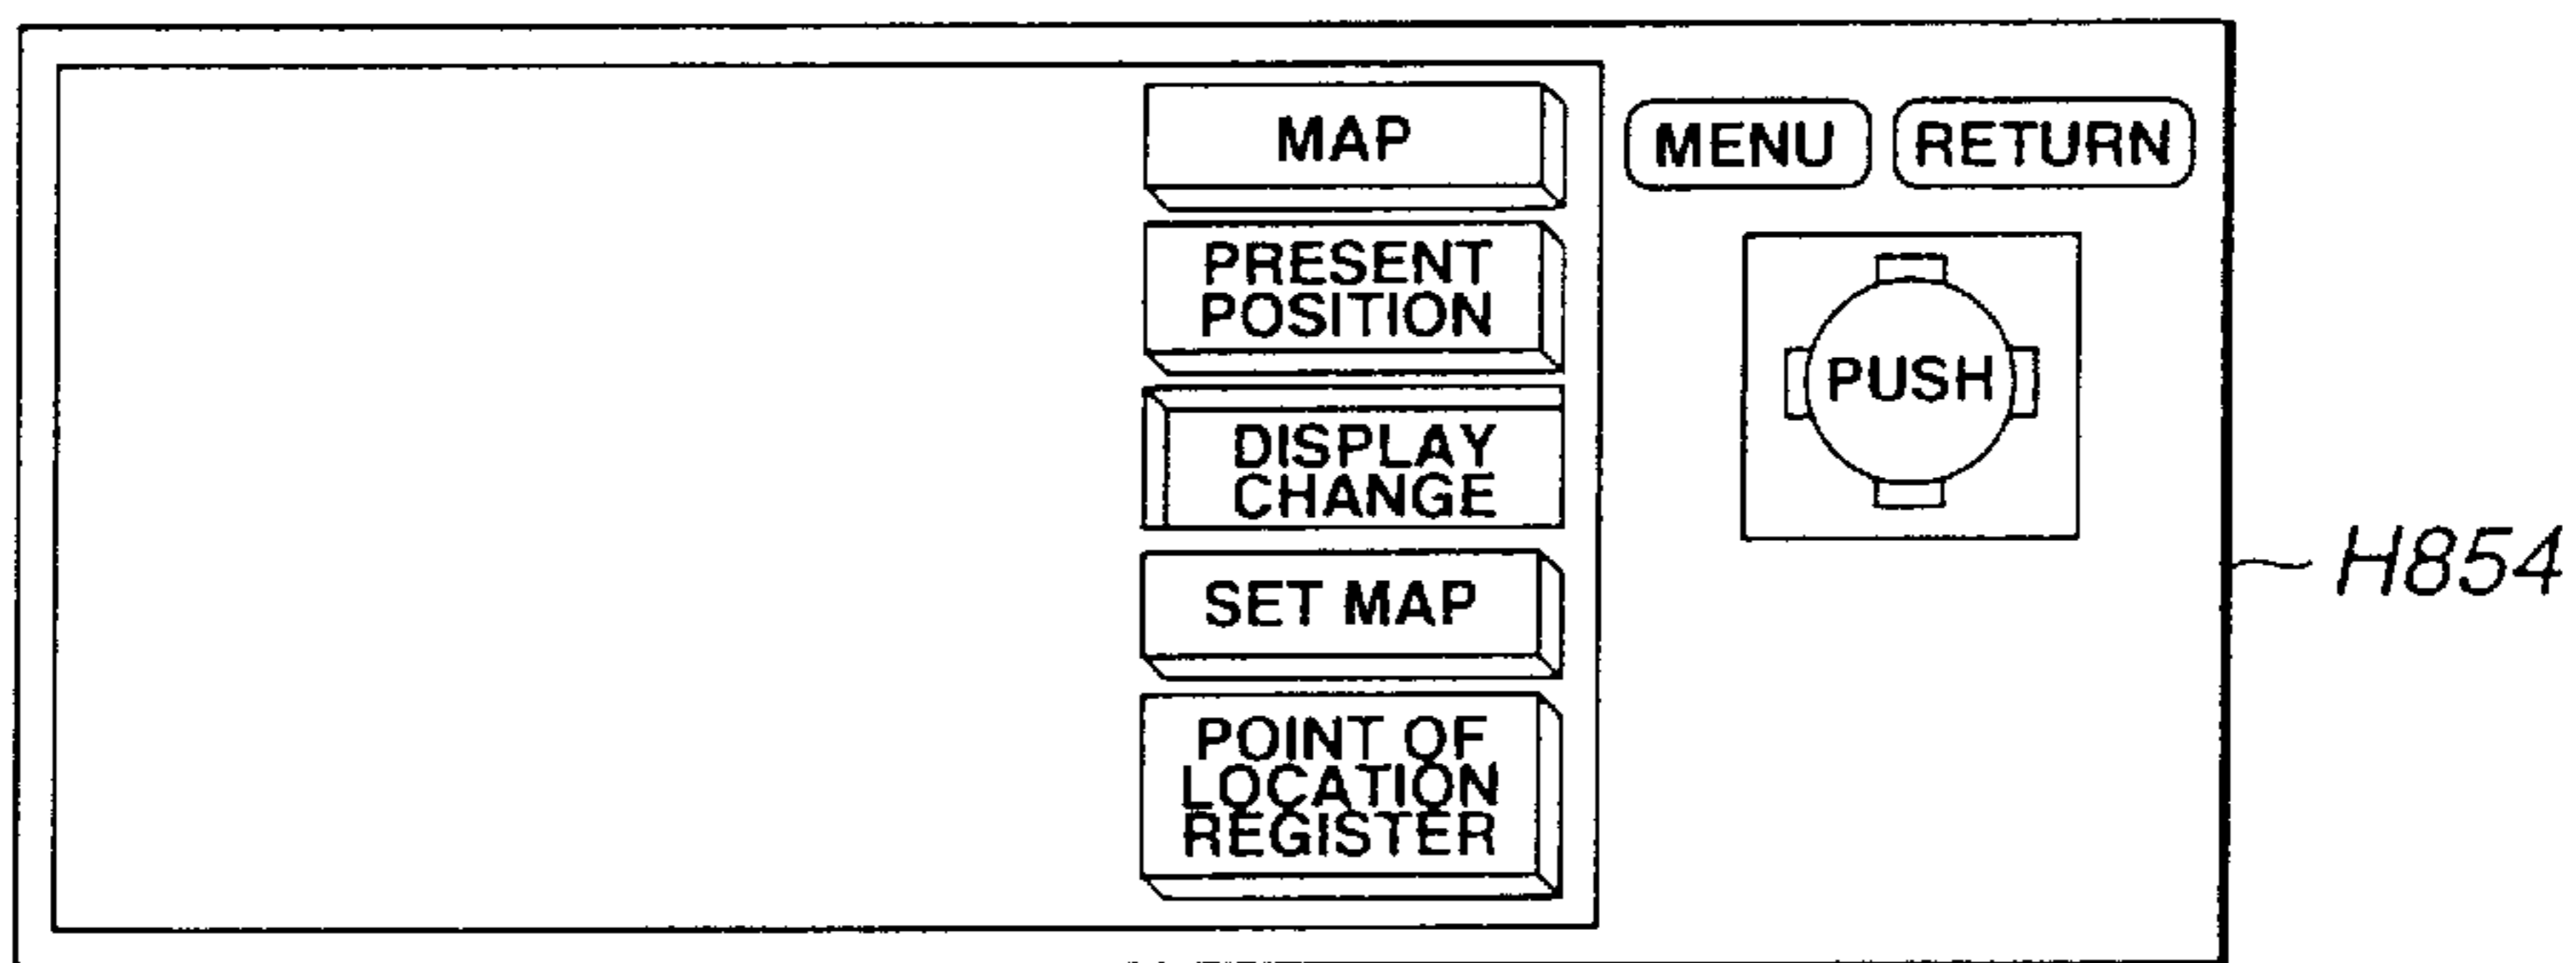 MAP
PRESENT
POSITION
DISPLAY
CHANGE
SET MAP
POINT OF
LOCATION
REGISTER
MENU
RETURN
PUSH
H854